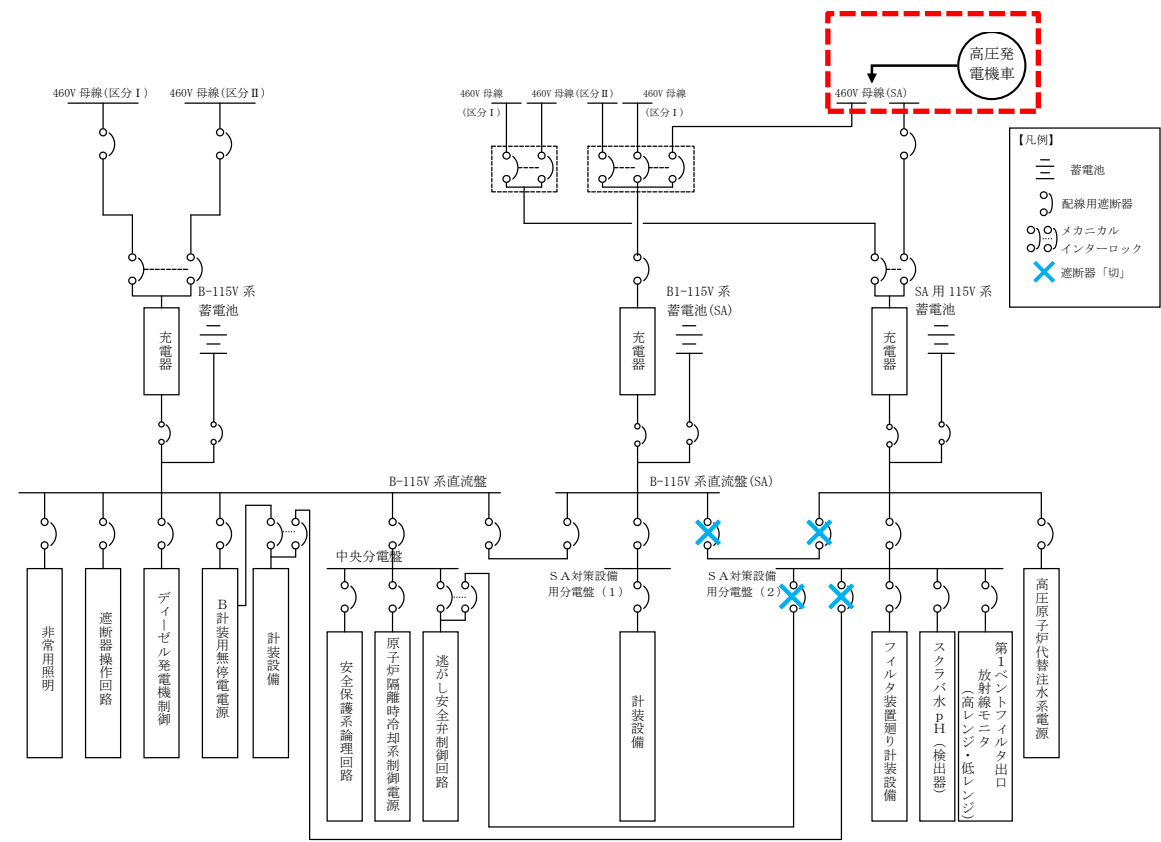 高圧発
電機車
460V 母線(区分Ⅰ)
460V 母線(区分Ⅱ)
460V 母線
(区分Ⅰ)
460V 母線(区分Ⅱ)
460V 母線
(区分Ⅰ)
460V 母線(SA)
【凡例】
蓄電池
配線用遮断器
メカニカル
インターロック
遮断器「切」
B-115V 系
蓄電池
充電器
B1-115V 系
蓄電池(SA)
充電器
SA 用 115V 系
蓄電池
充電器
B-115V 系直流盤
B-115V 系直流盤(SA)
中央分電盤
SA対策設備
用分電盤(1)
SA対策設備
用分電盤(2)
非常用照明
遮断器操作回路
ディーゼル発電機制御
B計装用無停電電源
計装設備
安全保護系論理回路
原子炉隔離時冷却系制御電源
逃がし安全弁制御回路
計装設備
フィルタ装置廻り計装設備
スクラバ水 pH(検出器)
第1ベントフィルタ出口
放射線モニタ
(高レンジ・低レンジ)
高圧原子炉代替注水系電源